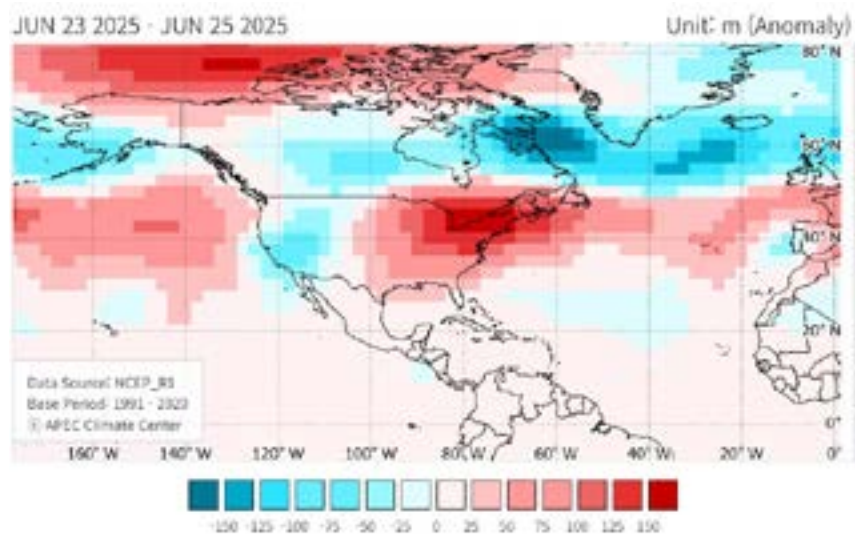 JUN 23 2025 - JUN 25 2025
Unit: m (Anomaly)
80° N
60° N
40° N
20° N
0°
Data Source: NCEP_R1
Base Period: 1991 - 2020
© APEC Climate Center
160° W 140° W 120° W 100° W 80° W 60° W 40° W 20° W 0°
-150 -125 -100 -75 -50 -25 0 25 50 75 100 125 150